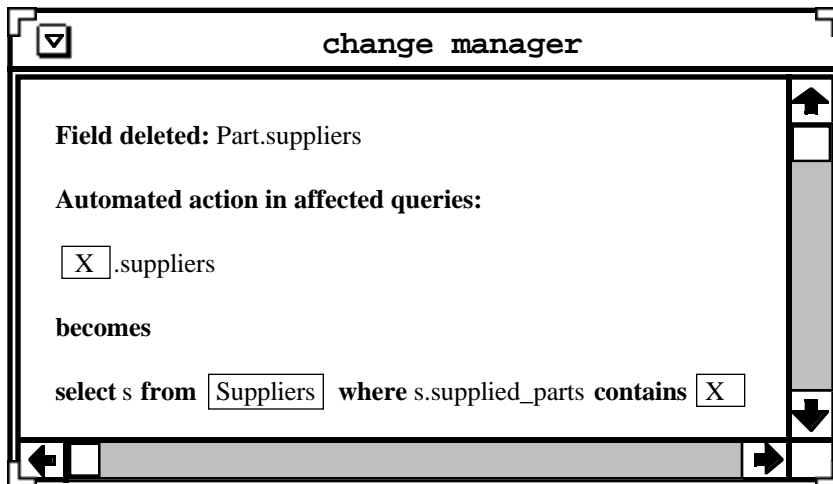 change manager
Field deleted: Part.suppliers
Automated action in affected queries:
X .suppliers
becomes
select s from Suppliers where s.supplied_parts contains X